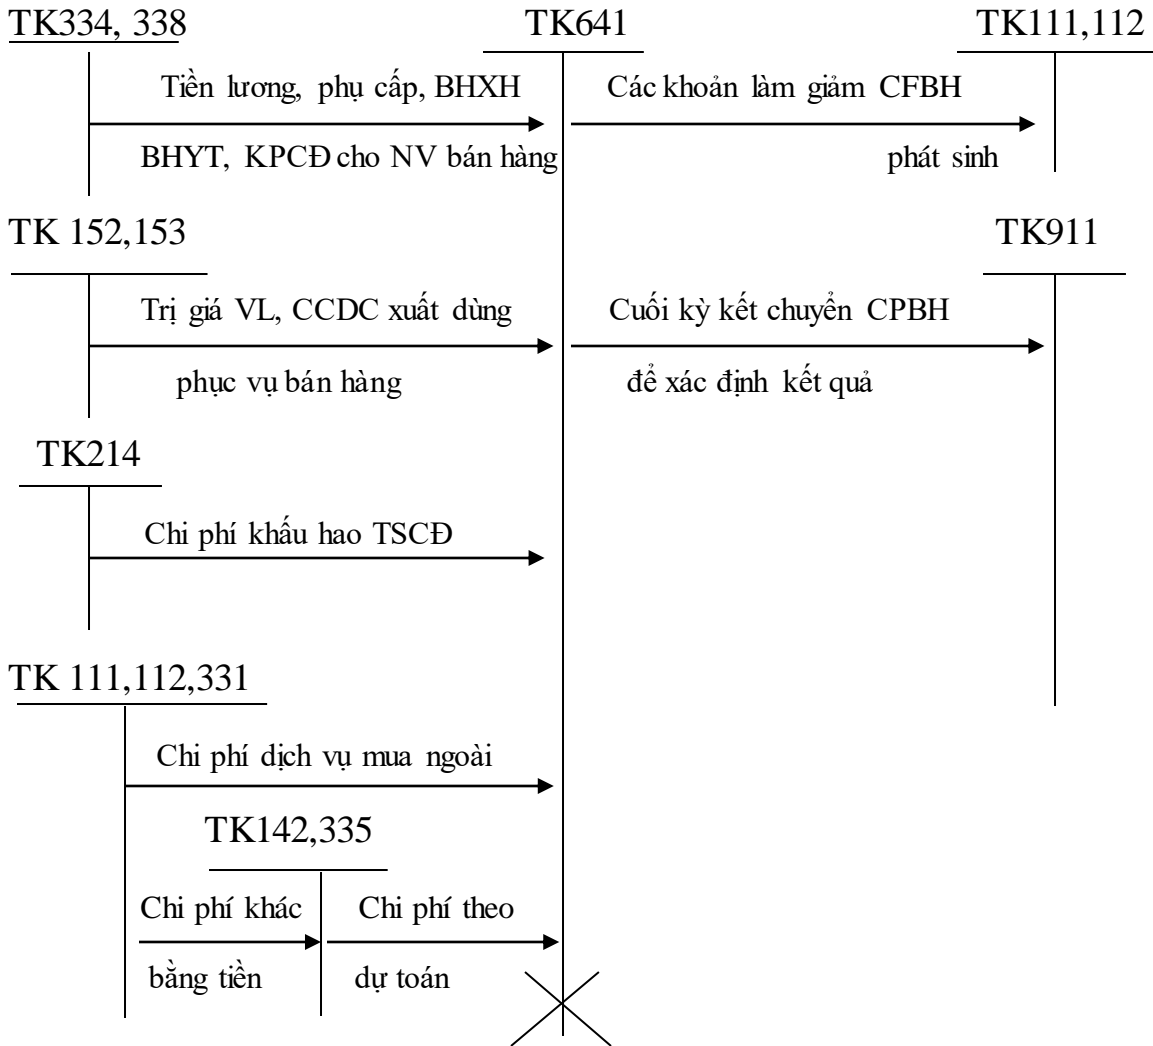 TK334, 338
TK641
TK111,112
Tiền lương, phụ cấp, BHXH
BHYT, KPCĐ cho NV bán hàng
Các khoản làm giảm CFBH
phát sinh
TK 152,153
TK911
Trị giá VL, CCDC xuất dùng
phục vụ bán hàng
Cuối kỳ kết chuyển CPBH
để xác định kết quả
TK214
Chi phí khấu hao TSCĐ
TK 111,112,331
Chi phí dịch vụ mua ngoài
TK142,335
Chi phí khác
bằng tiền
Chi phí theo
dự toán